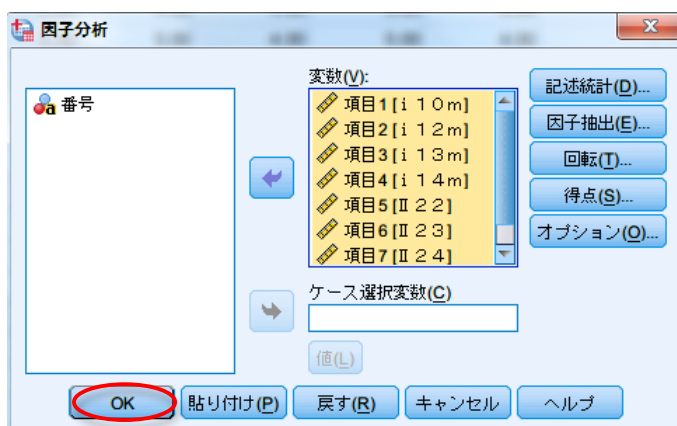 因子分析
変数(V):
番号
項目1[ｉ１０ｍ]
項目2[ｉ１２ｍ]
項目3[ｉ１３ｍ]
項目4[ｉ１４ｍ]
項目5[Ⅱ２２]
項目6[Ⅱ２３]
項目7[Ⅱ２４]
記述統計(D)...
因子抽出(E)...
回転(T)...
得点(S)...
オプション(O)...
ケース選択変数(C)
値(L)
OK
貼り付け(P)
戻す(R)
キャンセル
ヘルプ